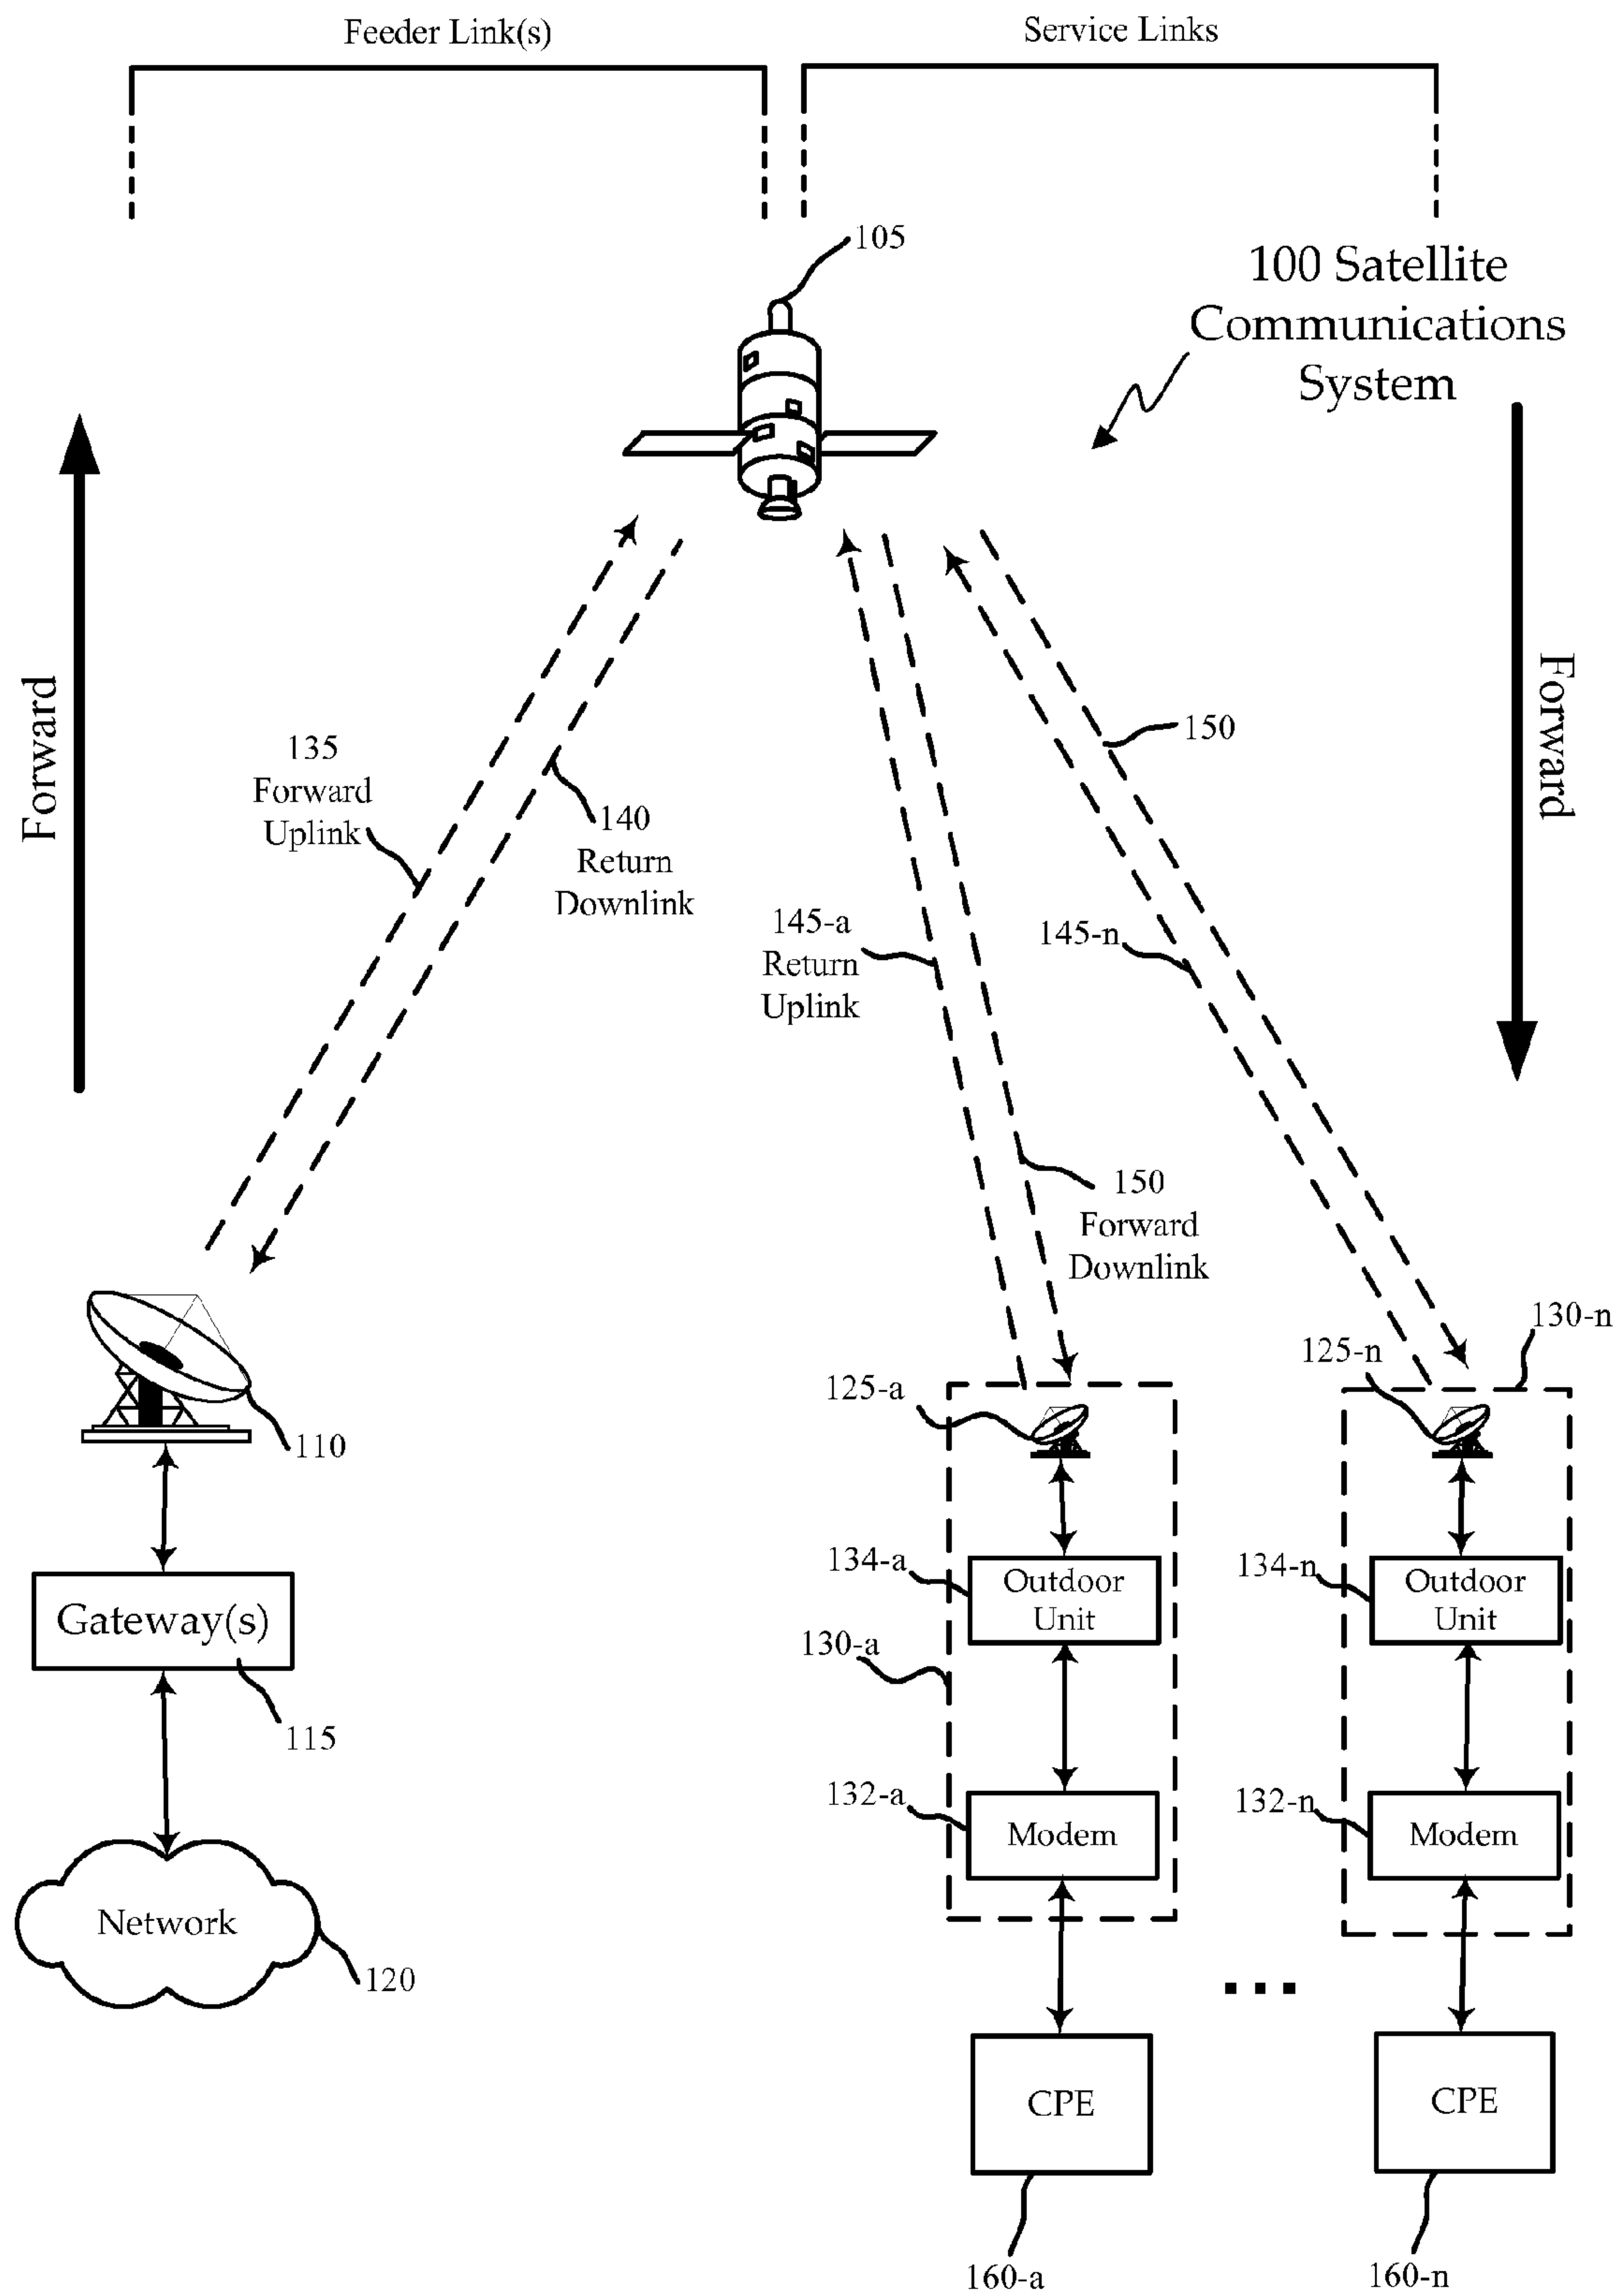 Feeder Link(s)
Service Links
105
100 Satellite
Communications
System
Forward
Forward
135
Forward
Uplink
140
Return
Downlink
150
145-a
Return
Uplink
145-n
150
Forward
Downlink
130-n
125-n
125-a
110
134-a
Outdoor
Unit
134-n
Outdoor
Unit
Gateway(s)
130-a
115
132-a
Modem
132-n
Modem
Network
120
...
CPE
CPE
160-a
160-n